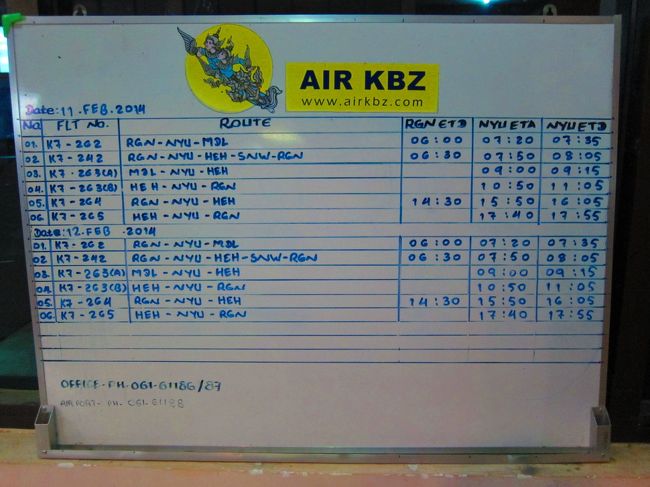 AIR KBZ
www.airkbz.com
Date: 11. FEB. 2014
No FLT No. ROUTE RGN ETD NYU ETA NYU ETD
01. K7-262 RGN-NYU-MDL 06:00 07:20 07:35
02 K7-242 RGN-NYU-HEH-SNW-RGN 06:30 07:50 08:05
03. K7-263(A) MDL-NYU-HEH 09:00 09:15
04. K7-263(B) HEH-NYU-RGN 10:50 11:05
05. K7-264 RGN-NYU-HEH 14:30 15:50 16:05
06. K7-265 HEH-NYU-RGN 17:40 17:55
Date: 12. FEB .2014
01. K7-262 RGN-NYU-MDL 06:00 07:20 07:35
02 K7-242 RGN-NYU-HEH-SNW-RGN 06:30 07:50 08:05
03. K7-263(A) MDL-NYU-HEH 09:00 09:15
04. K7-263(B) HEH-NYU-RGN 10:50 11:05
05. K7-264 RGN-NYU-HEH 14:30 15:50 16:05
06. K7-265 HEH-NYU-RGN 17:40 17:55
OFFICE-PH-061-61186/87
AIRPORT-PH-061-61188